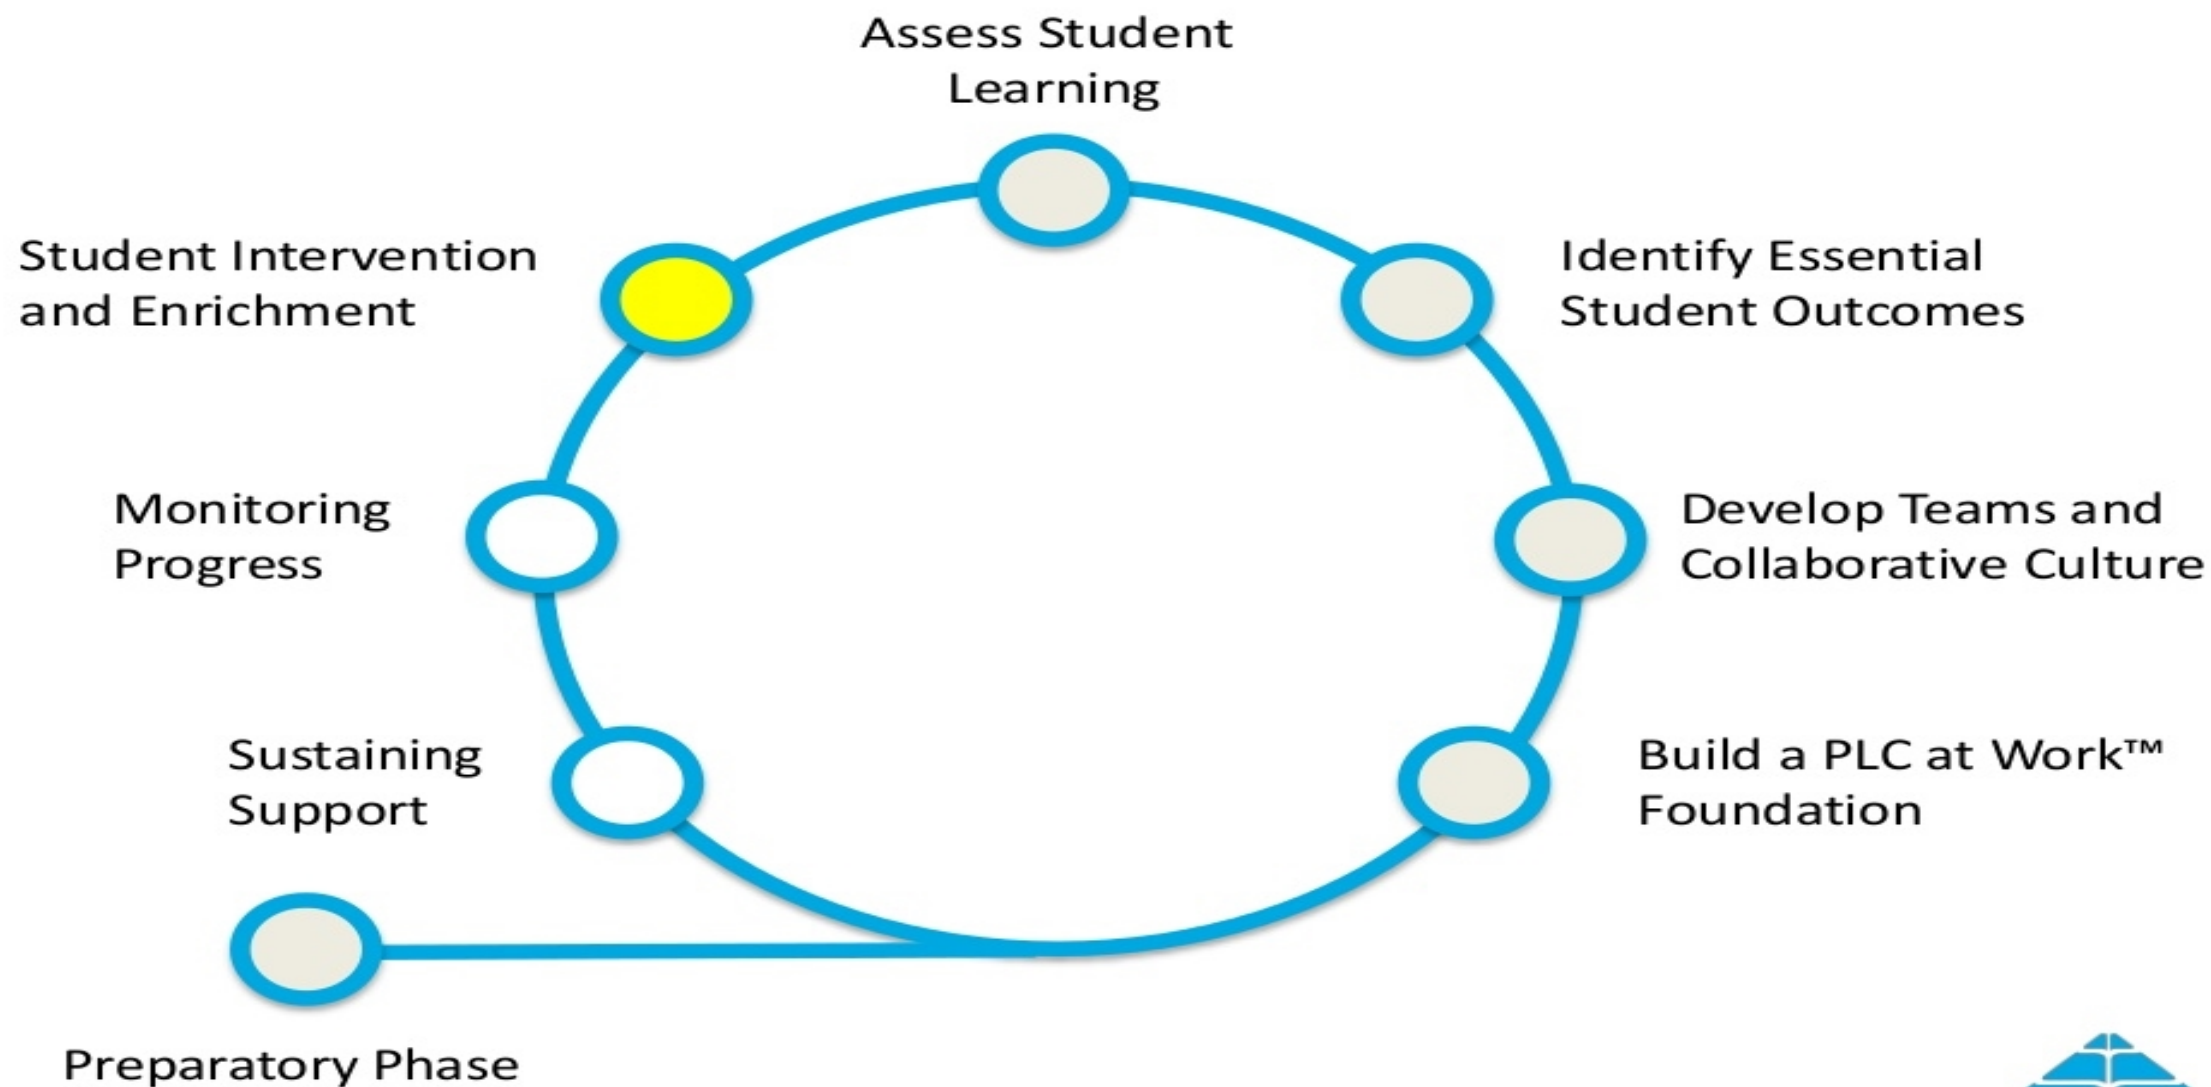 Assess Student
Learning
Student Intervention
and Enrichment
Identify Essential
Student Outcomes
Monitoring
Progress
Develop Teams and
Collaborative Culture
Sustaining
Support
Build a PLC at Work™
Foundation
Preparatory Phase